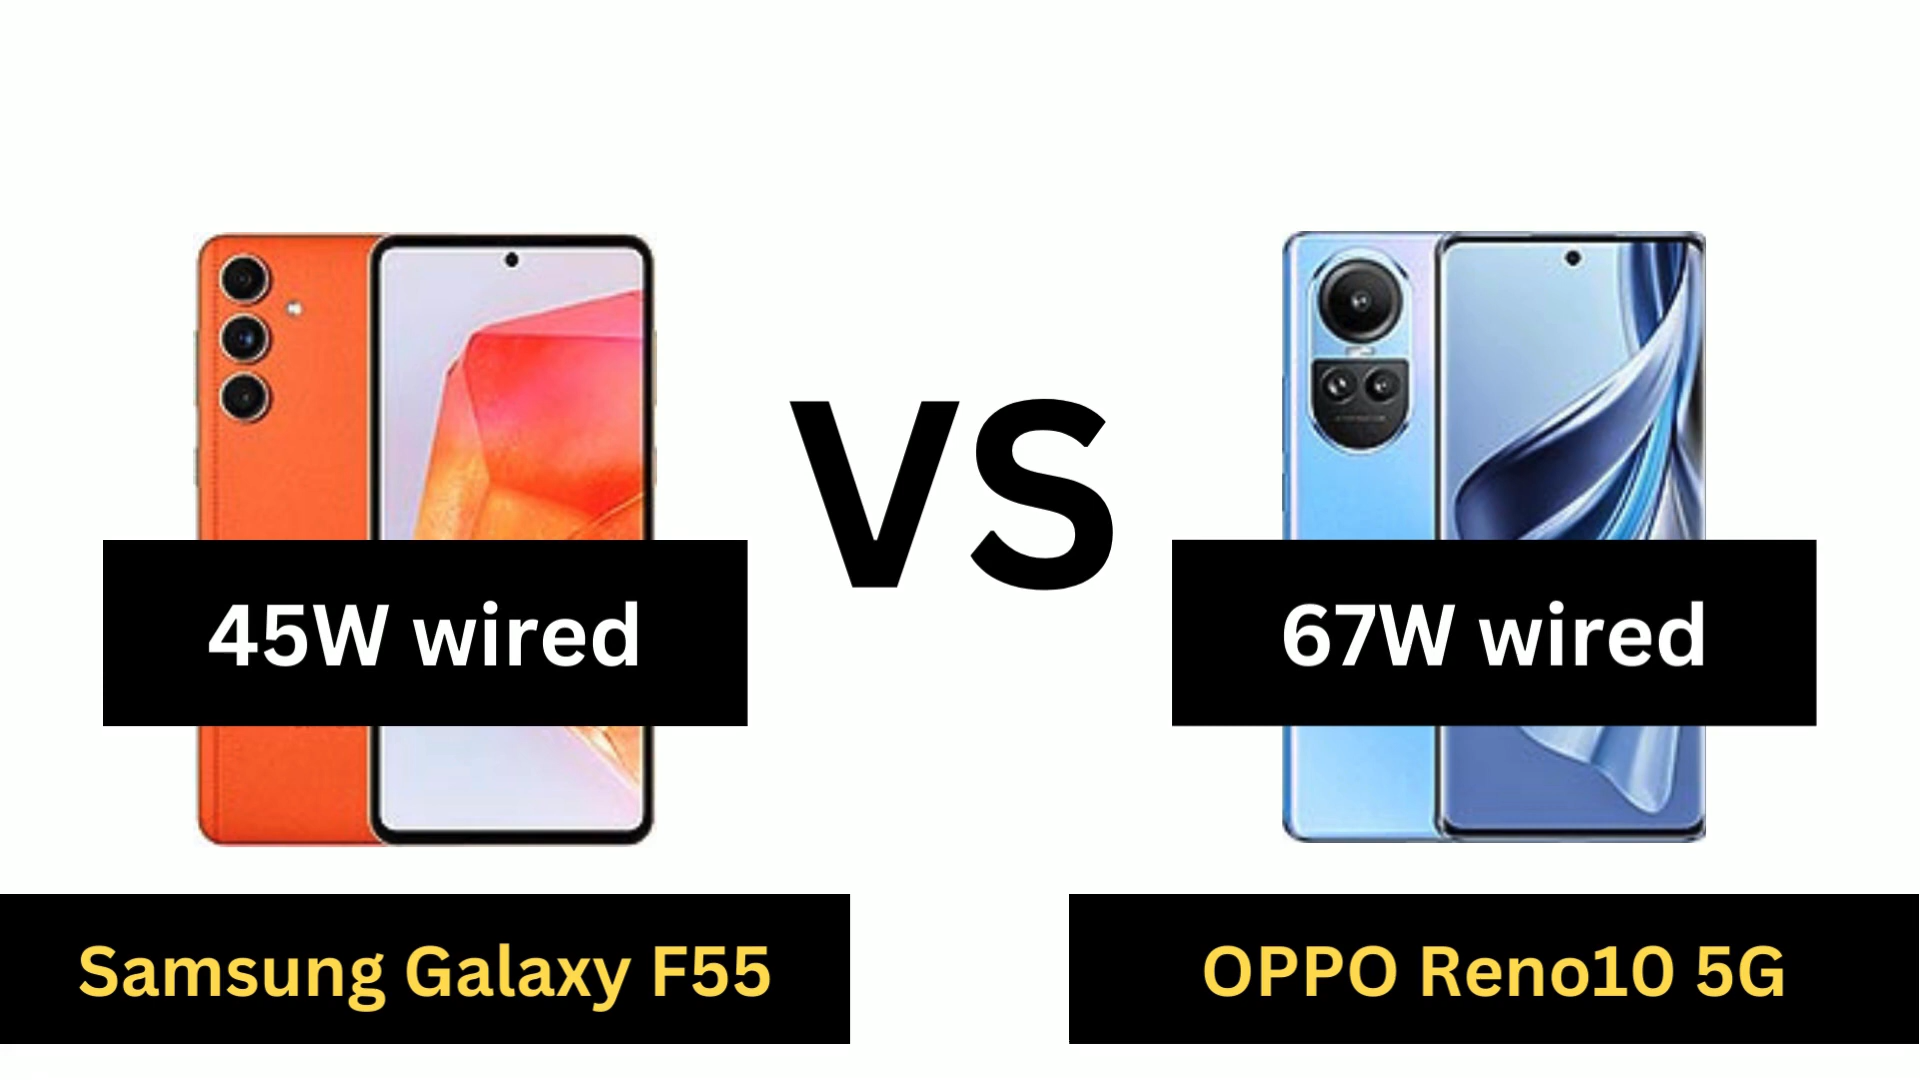 VS
45W wired
67W wired
Samsung Galaxy F55
OPPO Reno10 5G